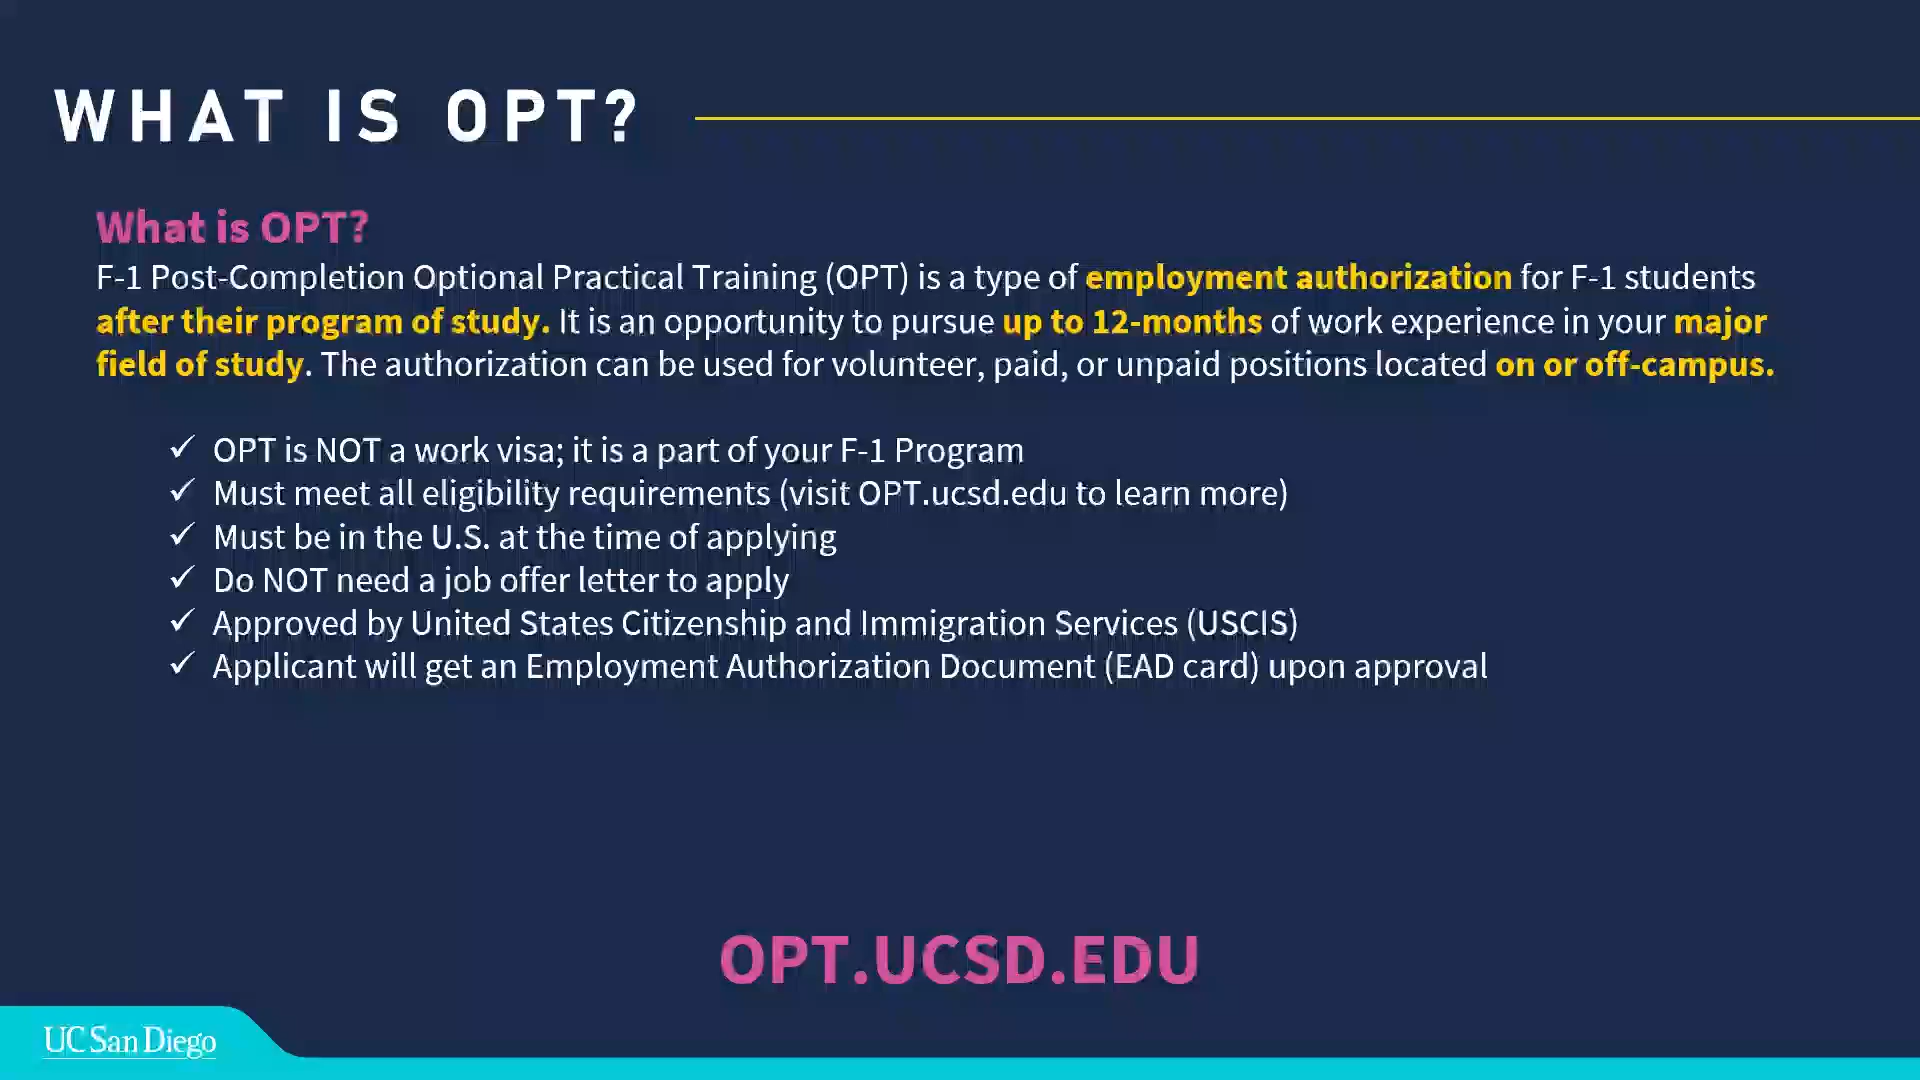 WHAT IS OPT?
What is OPT?
F-1 Post-Completion Optional Practical Training (OPT) is a type of employment authorization for F-1 students
after their program of study. It is an opportunity to pursue up to 12-months of work experience in your major
field of study. The authorization can be used for volunteer, paid, or unpaid positions located on or off-campus.
✓ OPT is NOT a work visa; it is a part of your F-1 Program
✓ Must meet all eligibility requirements (visit OPT.ucsd.edu to learn more)
✓ Must be in the U.S. at the time of applying
✓ Do NOT need a job offer letter to apply
✓ Approved by United States Citizenship and Immigration Services (USCIS)
✓ Applicant will get an Employment Authorization Document (EAD card) upon approval
OPT.UCSD.EDU
UC San Diego